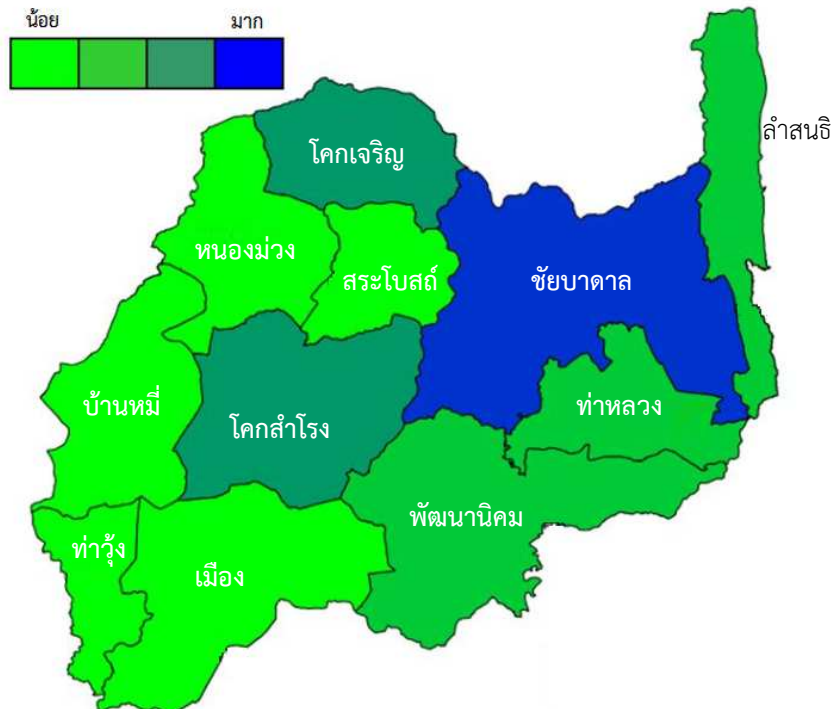 น้อย มาก
ลำสนธิ
โคกเจริญ
หนองม่วง
สระโบสถ์
ชัยบาดาล
บ้านหมี่
โคกสำโรง
ท่าหลวง
พัฒนานิคม
ท่าวุ้ง
เมือง